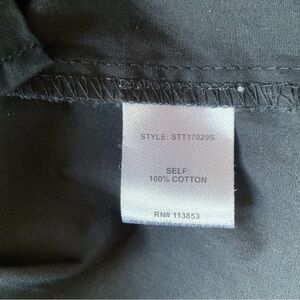 STYLE: STT17029S
SELF:
100% COTTON
RN# 113853